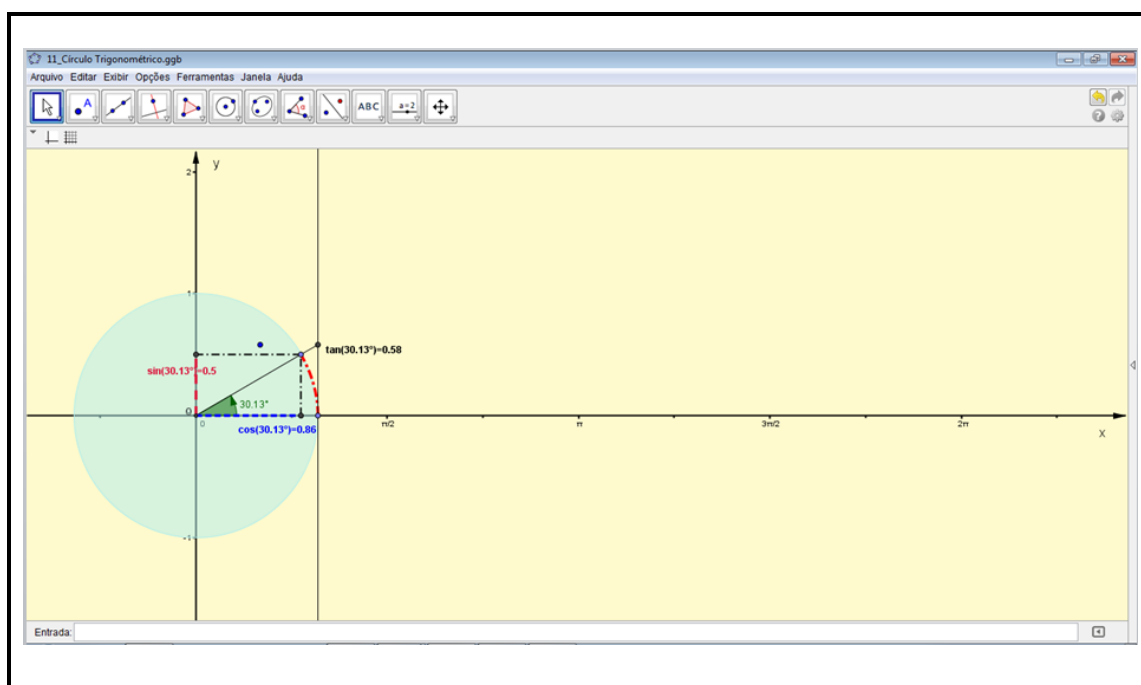 11_Círculo Trigonométrico.ggb
Arquivo Editar Exibir Opções Ferramentas Janela Ajuda
A
α
ABC
a=2
y
2
1
tan(30.13°)=0.58
sin(30.13°)=0.5
30.13°
O
0
cos(30.13°)=0.86
π/2
π
3π/2
2π
x
-1
Entrada: